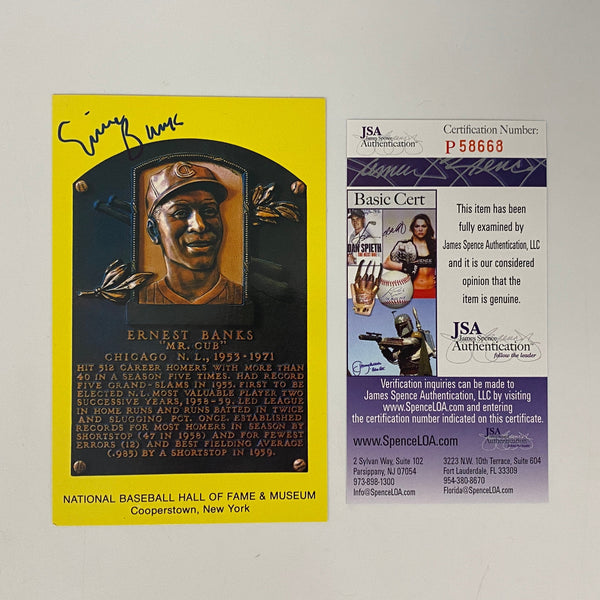 Ernie Banks
ERNEST BANKS
"MR. CUB"
CHICAGO N. L., 1953-1971
HIT 512 CAREER HOMERS WITH MORE THAN
40 IN A SEASON FIVE TIMES. HAD RECORD
FIVE GRAND-SLAMS IN 1955. FIRST TO BE
ELECTED N.L. MOST VALUABLE PLAYER TWO
SUCCESSIVE YEARS, 1958-59. LED LEAGUE
IN HOME RUNS AND RUNS BATTED IN TWICE
AND SLUGGING PCT. ONCE. ESTABLISHED
RECORDS FOR MOST HOMERS IN SEASON BY
SHORTSTOP (47 IN 1958) AND FOR FEWEST
ERRORS (12) AND BEST FIELDING AVERAGE
(.985) BY A SHORTSTOP IN 1959.
NATIONAL BASEBALL HALL OF FAME & MUSEUM
Cooperstown, New York
JSA
James Spence
Authentication
Certification Number:
P 58668
James Spence
Basic Cert
DAN SPIETH
This item has been
fully examined by
James Spence Authentication, LLC
and it is our considered
opinion that the
item is genuine.
JSA
James Spence
Authentication
follow the leader
Verification inquiries can be made to
James Spence Authentication, LLC by visiting
www.SpenceLOA.com and entering
the certification number indicated on this certificate.
www.SpenceLOA.com
JSA
Authentication
2 Sylvan Way, Suite 102
Parsippany, NJ 07054
973-898-1300
Info@SpenceLOA.com
3223 N.W. 10th Terrace, Suite 604
Fort Lauderdale, FL 33309
954-380-8670
Florida@SpenceLOA.com